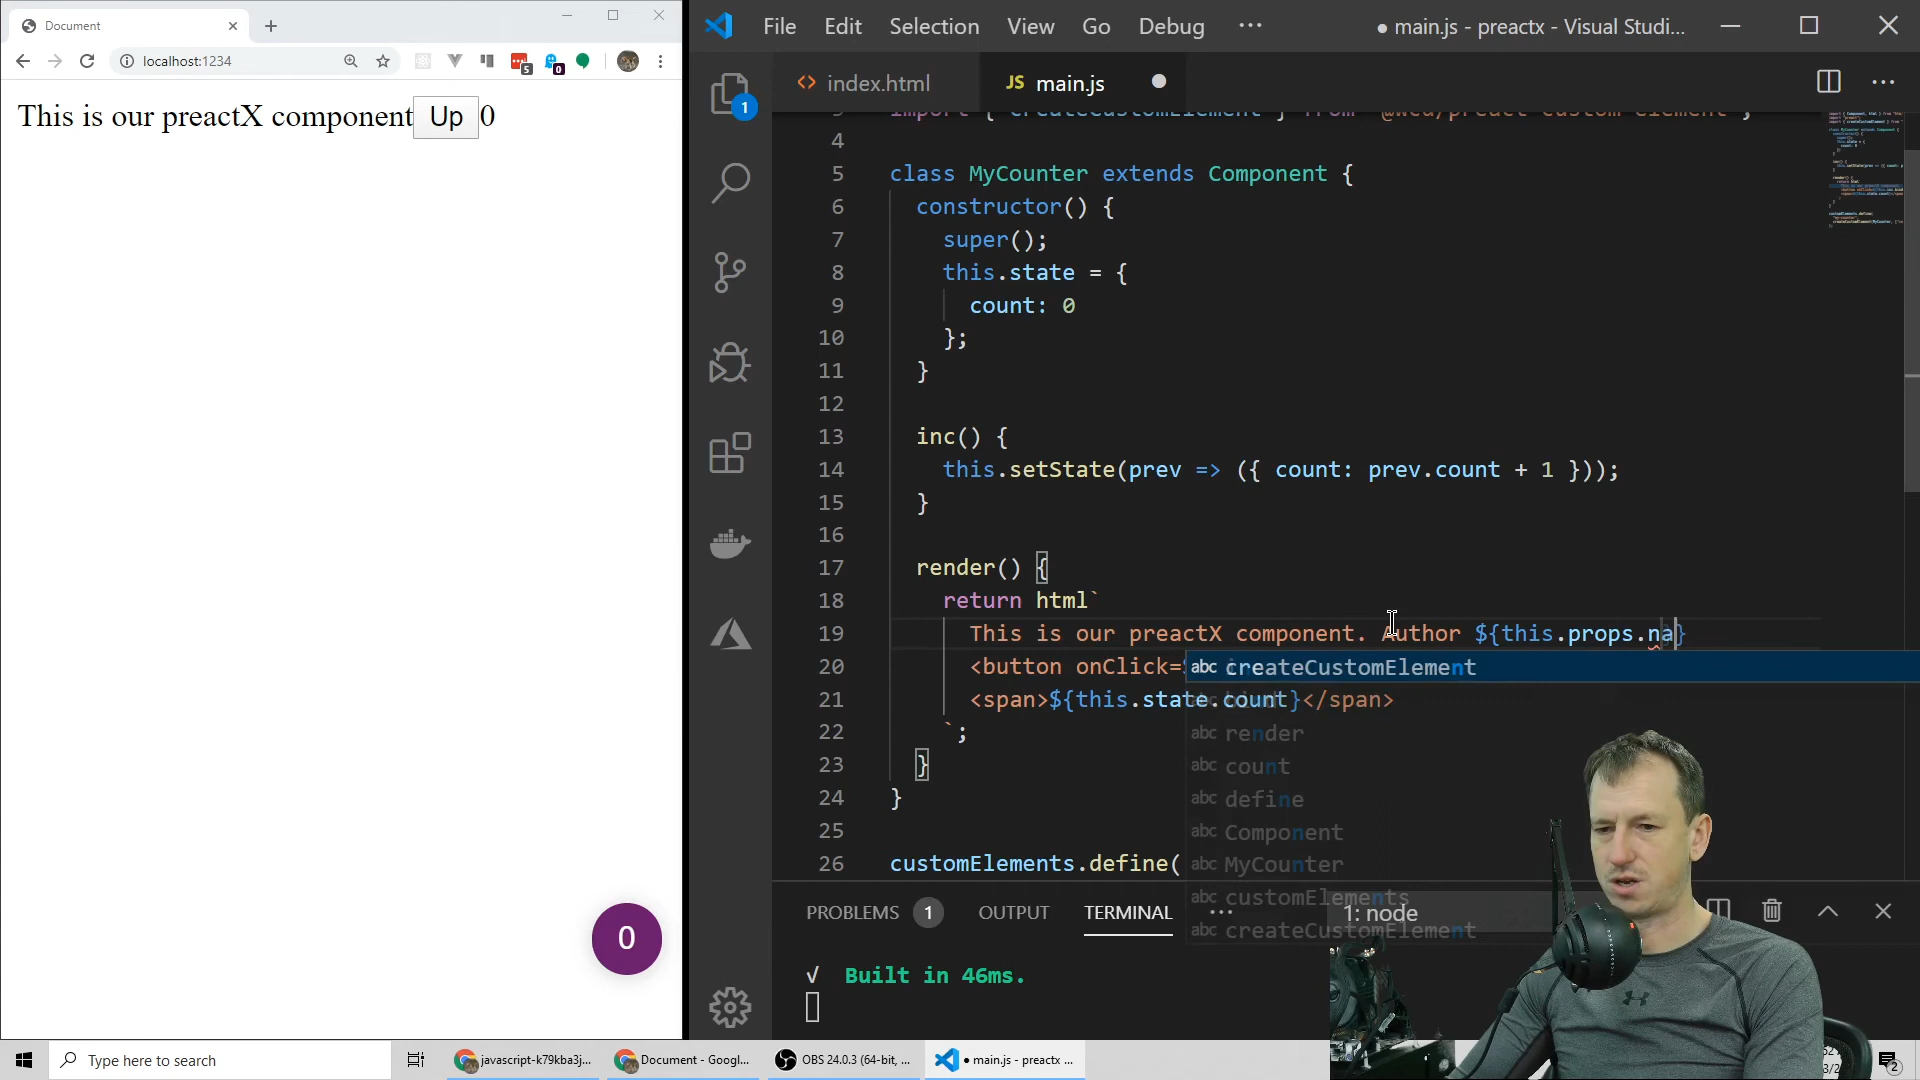 Document
localhost:1234
5
0
This is our preactX component Up 0
0
File Edit Selection View Go Debug ···
● main.js - preactx - Visual Studi...
1
<> index.html
JS main.js
4
5 class MyCounter extends Component {
6 constructor() {
7 super();
8 this.state = {
9 count: 0
10 };
11 }
12
13 inc() {
14 this.setState(prev => ({ count: prev.count + 1 }));
15 }
16
17 render() {
18 return html`
19 This is our preactX component. Author ${this.props.na}
20 <button onClick=
21 <span>${this.state.count}</span>
22 `;
23 }
24 }
25
26 customElements.define(
abc createCustomElement
abc render
abc count
abc define
abc Component
abc MyCounter
abc customElements
abc createCustomElement
PROBLEMS 1 OUTPUT TERMINAL ···
1: node
√ Built in 46ms.
Type here to search
javascript-k79kba3j...
Document - Googl...
OBS 24.0.3 (64-bit, ...
● main.js - preactx ...
2